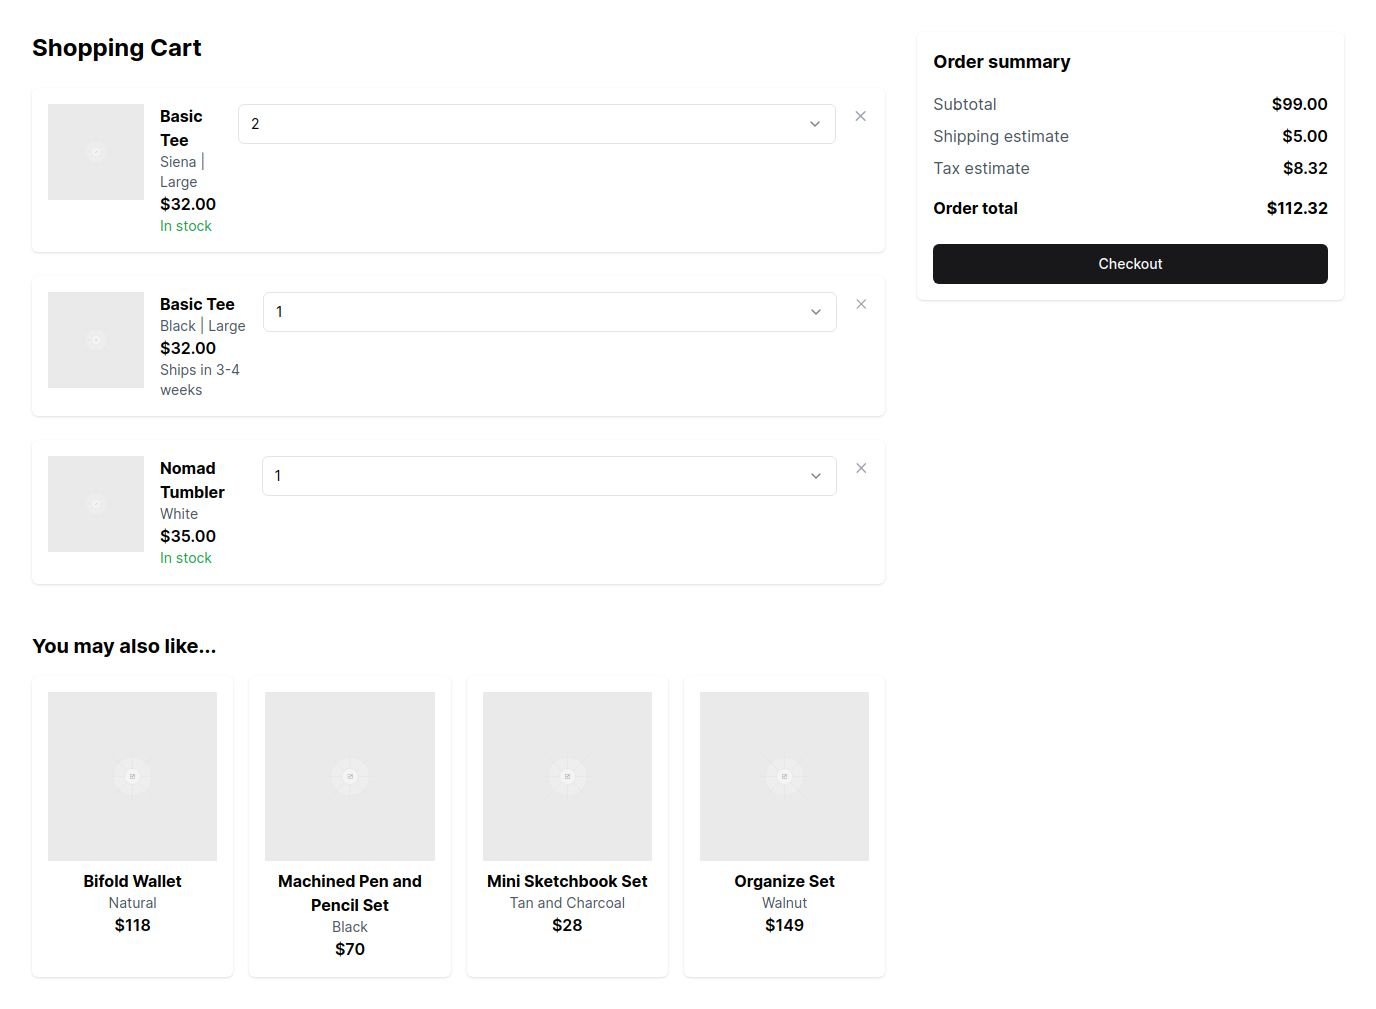 Shopping Cart
Basic
Tee
Siena |
Large
$32.00
In stock
2
Basic Tee
Black | Large
$32.00
Ships in 3-4
weeks
1
Nomad
Tumbler
White
$35.00
In stock
1
Order summary
Subtotal $99.00
Shipping estimate $5.00
Tax estimate $8.32
Order total $112.32
Checkout
You may also like...
Bifold Wallet
Natural
$118
Machined Pen and
Pencil Set
Black
$70
Mini Sketchbook Set
Tan and Charcoal
$28
Organize Set
Walnut
$149